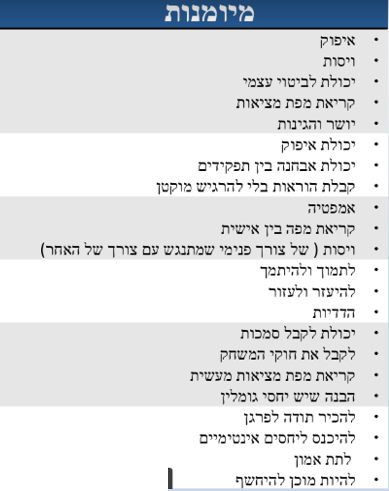 מיומנות
• איפוק
• ויסות
• יכולת לביטוי עצמי
• קריאת מפת מציאות
• יושר והגינות
• יכולת איפוק
• יכולת אבחנה בין תפקידים
• קבלת הוראות בלי להרגיש מוקטן
• אמפטיה
• קריאת מפה בין אישית
• ויסות ( של צורך פנימי שמתנגש עם צורך של האחר)
• לתמוך ולהיתמך
• להיעזר ולעזור
• הדדיות
• יכולת לקבל סמכות
• לקבל את חוקי המשחק
• קריאת מפת מציאות מעשית
• הבנה שיש יחסי גומלין
• להכיר תודה לפרגן
• להיכנס ליחסים אינטימיים
• לתת אמון
• להיות מוכן להיחשף